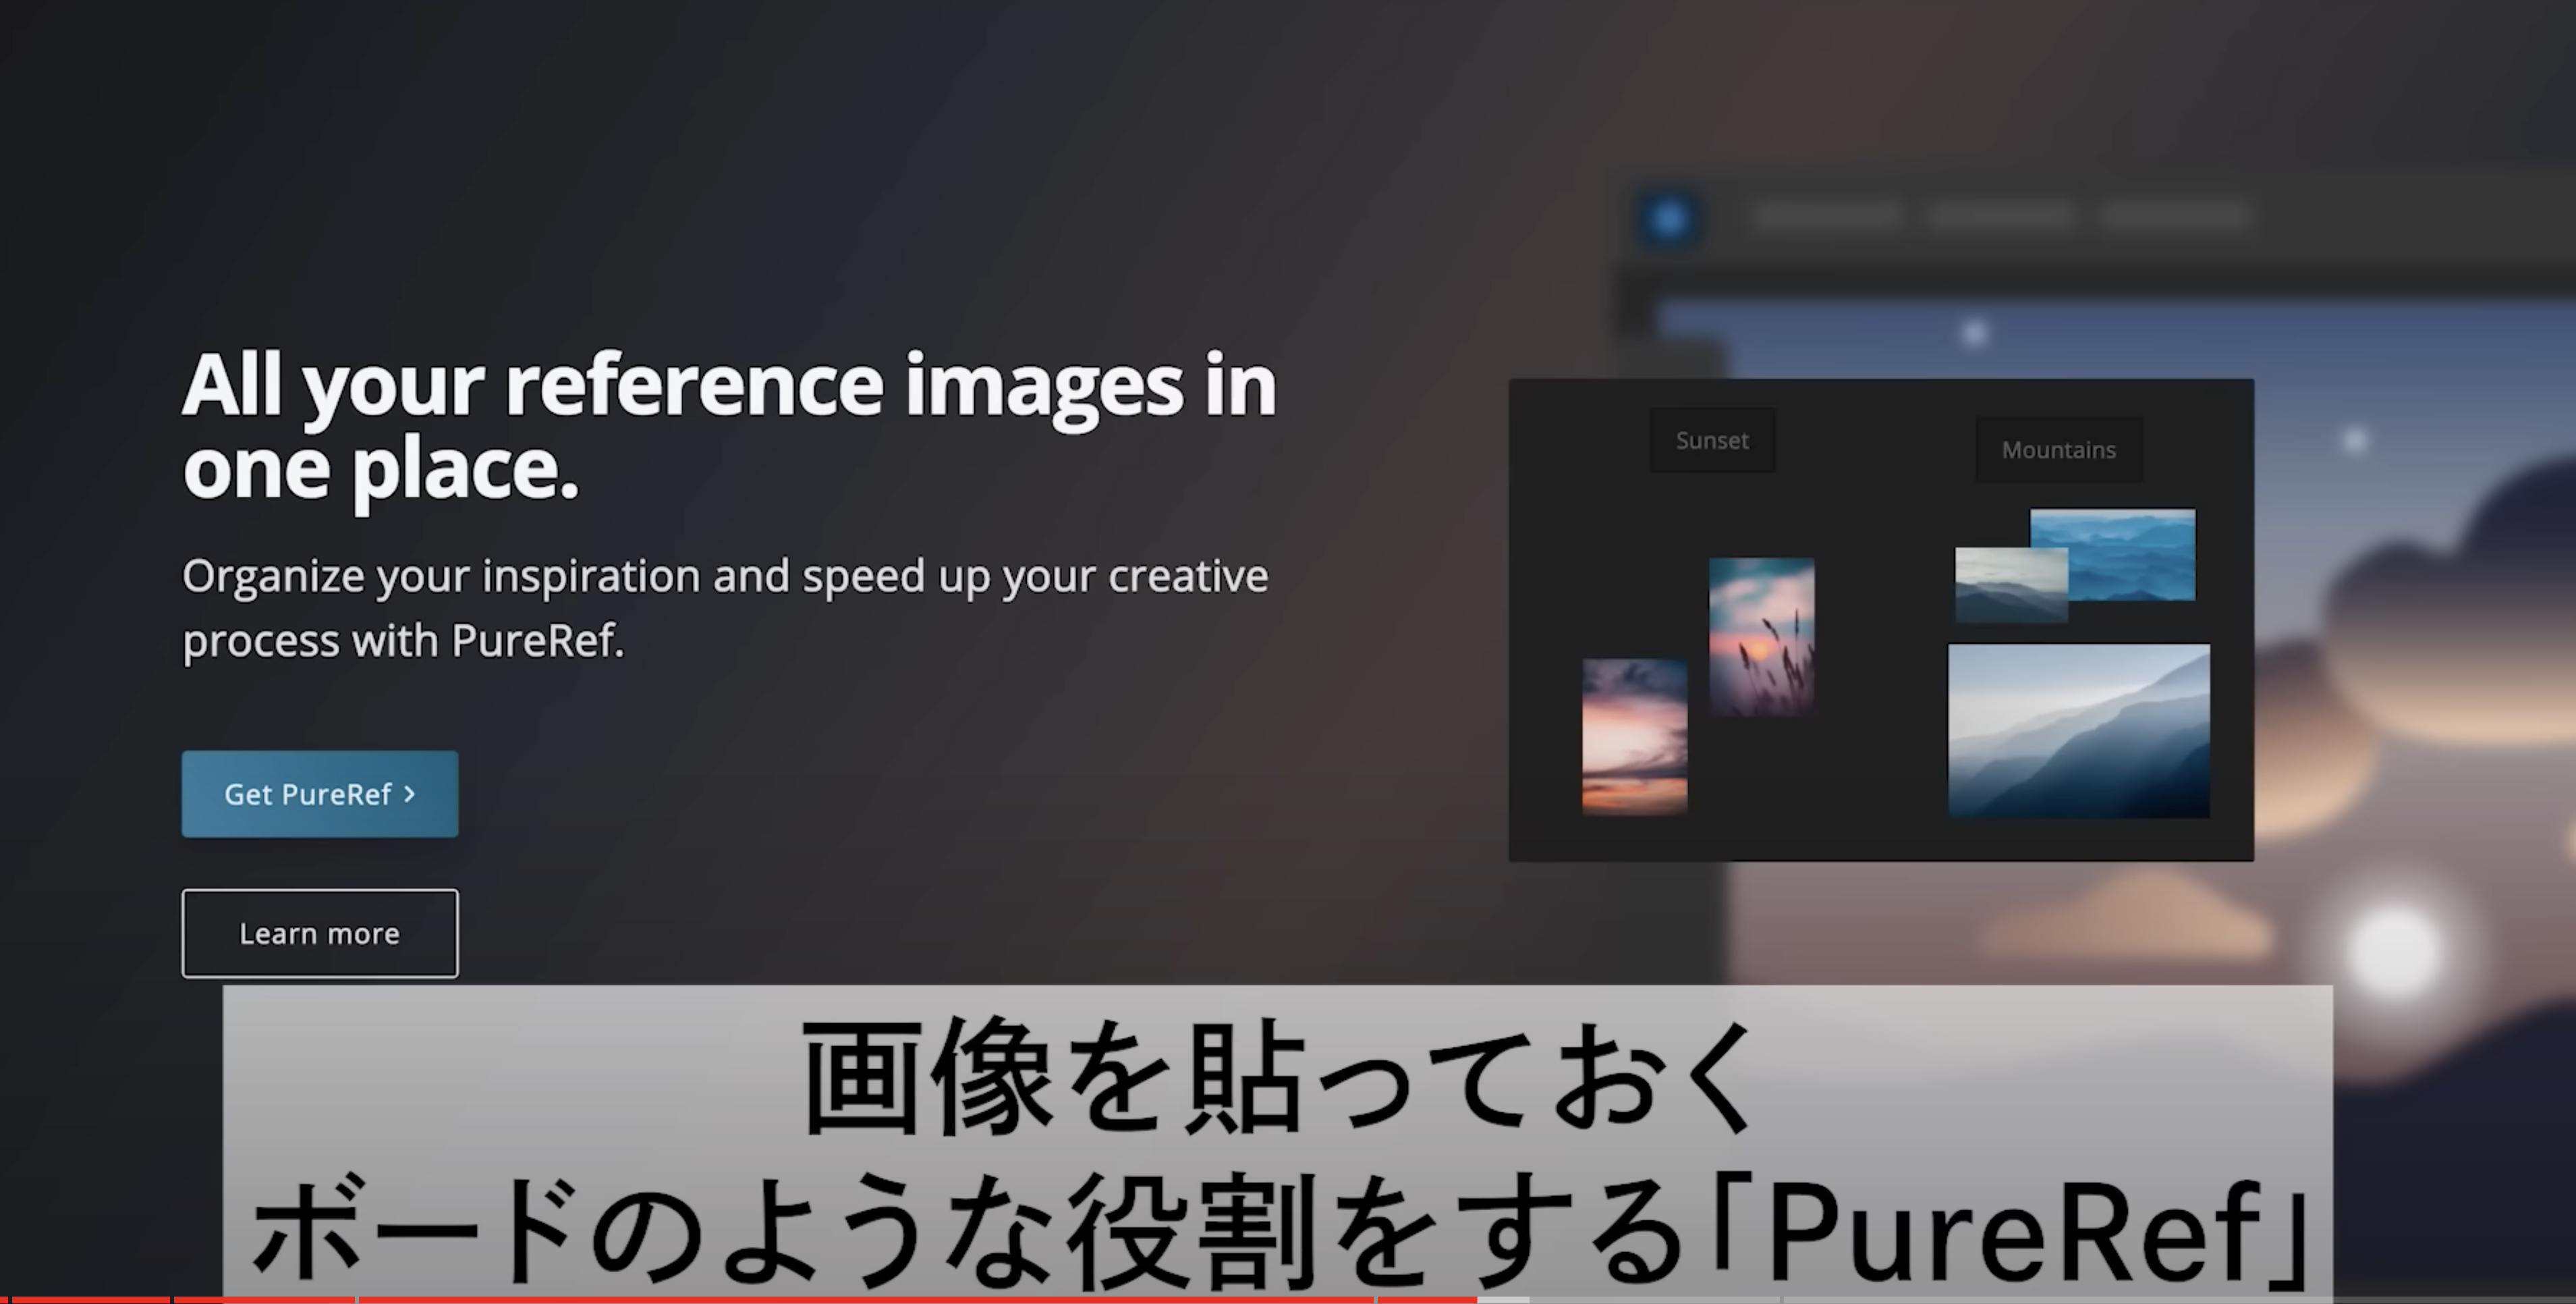 All your reference images in
one place.
Organize your inspiration and speed up your creative
process with PureRef.
Get PureRef >
Learn more
Sunset
Mountains
画像を貼っておく
ボードのような役割をする「PureRef」